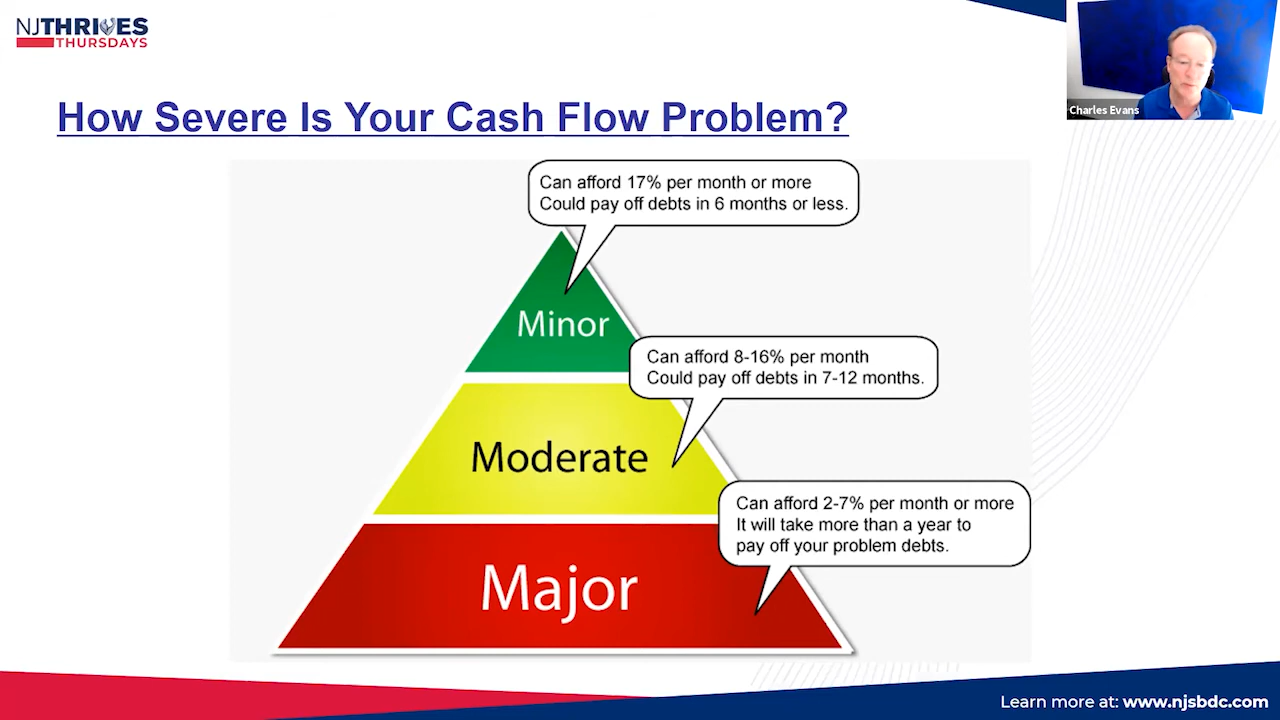 NJTHRIVES
THURSDAYS
Charles Evans
How Severe Is Your Cash Flow Problem?
Can afford 17% per month or more
Could pay off debts in 6 months or less.
Minor
Can afford 8-16% per month
Could pay off debts in 7-12 months.
Moderate
Can afford 2-7% per month or more
It will take more than a year to
pay off your problem debts.
Major
Learn more at: www.njsbdc.com